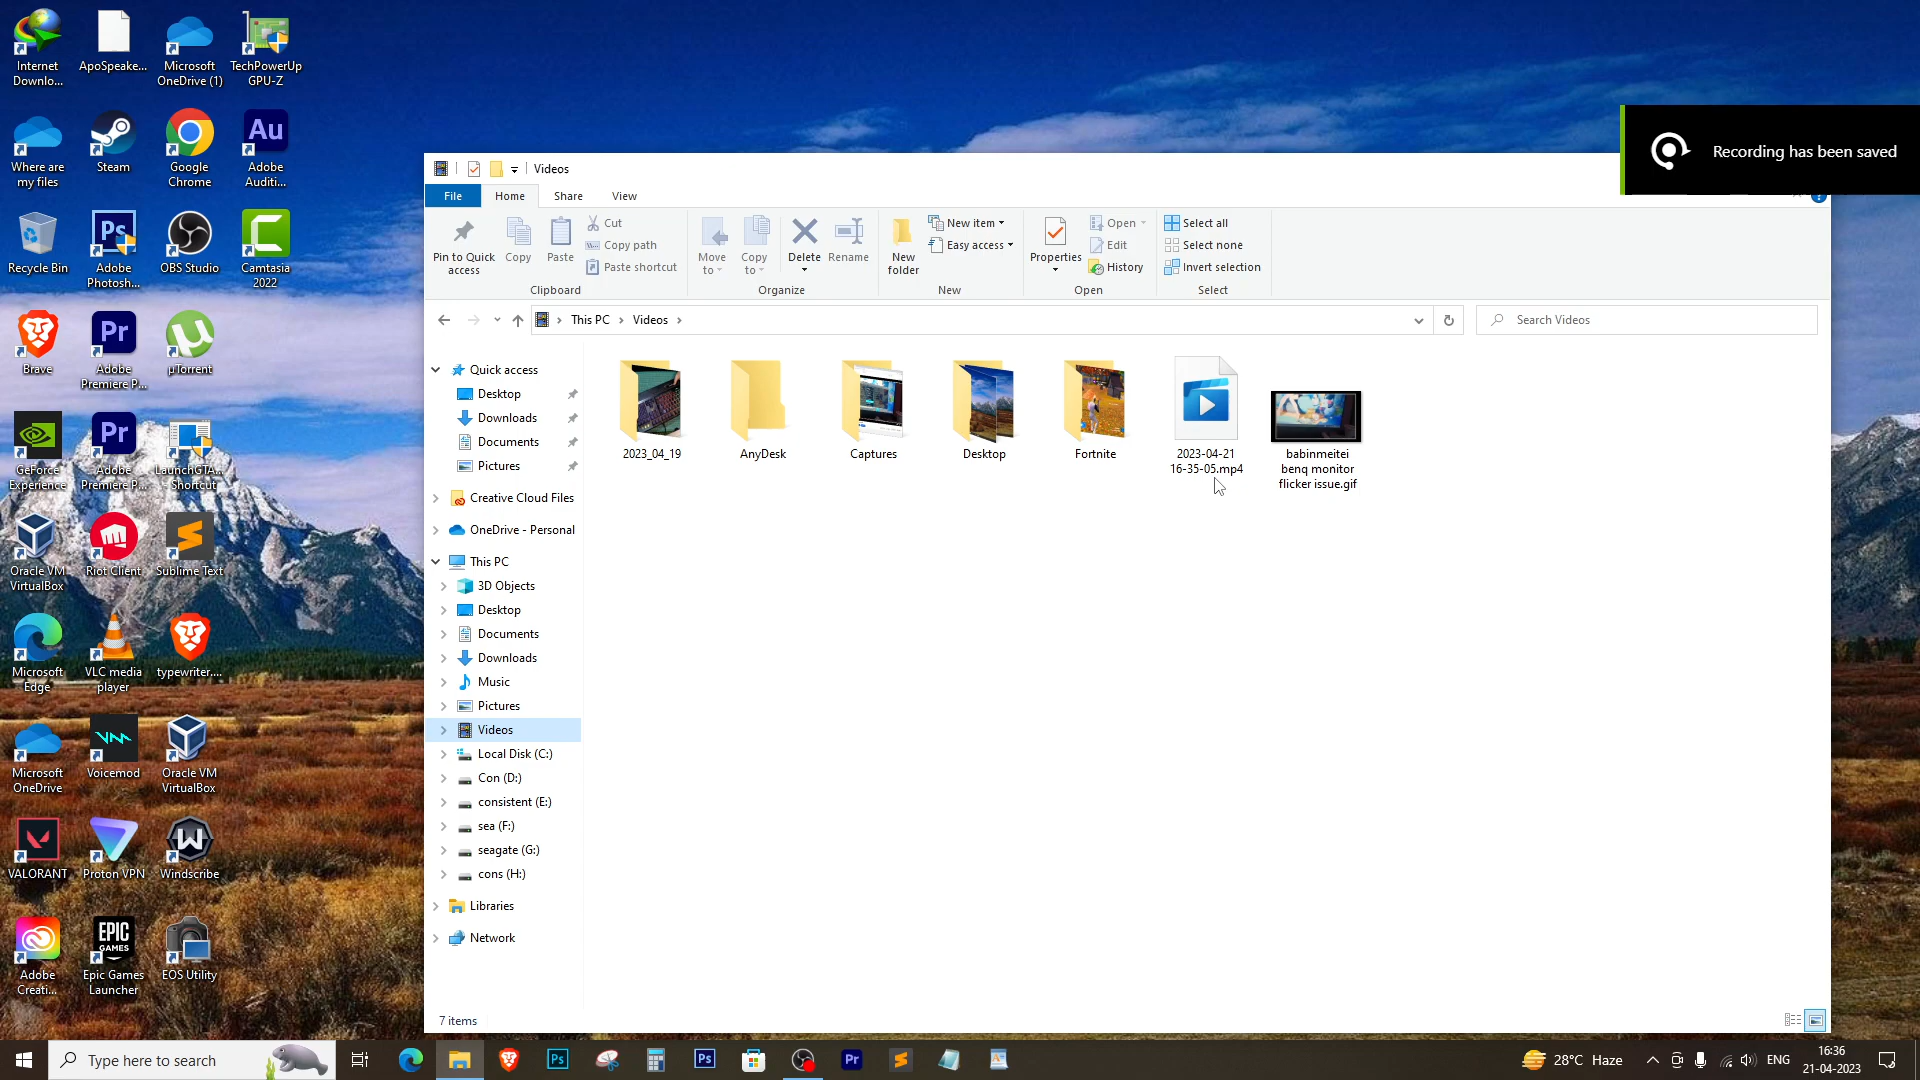 Internet
Downlo...
ApoSpeake...
Microsoft
OneDrive (1)
TechPowerUp
GPU-Z
Where are
my files
Steam
Google
Chrome
Au
Adobe
Auditi...
Recycle Bin
Ps
Adobe
Photosh...
OBS Studio
Camtasia
2022
Brave
Pr
Adobe
Premiere P...
µTorrent
GeForce
Experience
Pr
Adobe
Premiere P...
LaunchGTA...
- Shortcut
Oracle VM
VirtualBox
Riot Client
Sublime Text
Microsoft
Edge
VLC media
player
typewriter....
Microsoft
OneDrive
Voicemod
Oracle VM
VirtualBox
VALORANT
Proton VPN
Windscribe
Adobe
Creati...
EPIC
GAMES
Epic Games
Launcher
EOS Utility
Recording has been saved
Videos
File
Home
Share
View
Pin to Quick
access
Copy
Paste
Cut
Copy path
Paste shortcut
Clipboard
Move
to
Copy
to
Delete
Rename
Organize
New
folder
New item
Easy access
New
Properties
Open
Edit
History
Open
Select all
Select none
Invert selection
Select
This PC
Videos
Search Videos
Quick access
Desktop
Downloads
Documents
Pictures
Creative Cloud Files
OneDrive - Personal
This PC
3D Objects
Desktop
Documents
Downloads
Music
Pictures
Videos
Local Disk (C:)
Con (D:)
consistent (E:)
sea (F:)
seagate (G:)
cons (H:)
Libraries
Network
2023_04_19
AnyDesk
Captures
Desktop
Fortnite
2023-04-21
16-35-05.mp4
babinmeitei
benq monitor
flicker issue.gif
7 items
Type here to search
Ps
Ps
Pr
28°C Haze
ENG
16:36
21-04-2023